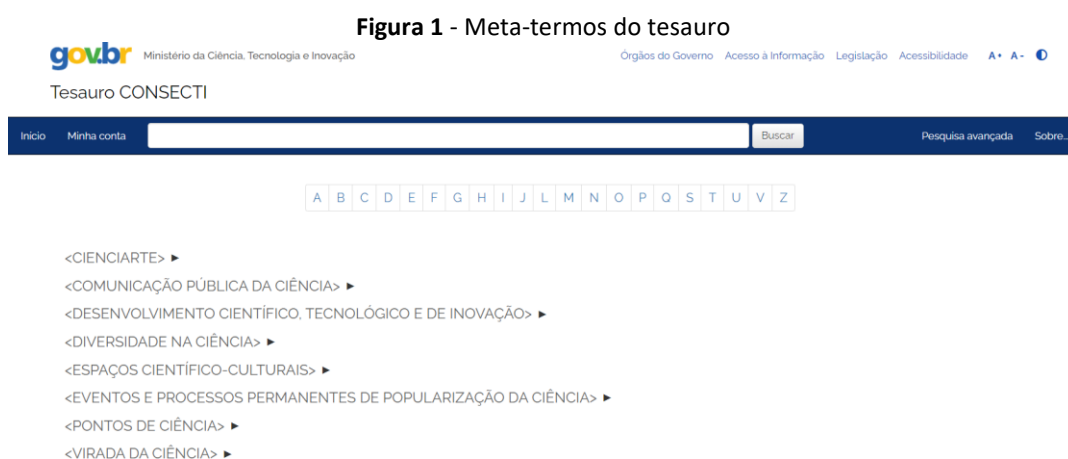 Figura 1 - Meta-termos do tesauro
gov.br Ministério da Ciência, Tecnologia e Inovação Órgãos do Governo Acesso à Informação Legislação Acessibilidade A+ A-
Tesauro CONSECTI
Início Minha conta Buscar Pesquisa avançada Sobre...
A B C D E F G H I J L M N O P Q S T U V Z
<CIENCIARTE> ►
<COMUNICAÇÃO PÚBLICA DA CIÊNCIA> ►
<DESENVOLVIMENTO CIENTÍFICO, TECNOLÓGICO E DE INOVAÇÃO> ►
<DIVERSIDADE NA CIÊNCIA> ►
<ESPAÇOS CIENTÍFICO-CULTURAIS> ►
<EVENTOS E PROCESSOS PERMANENTES DE POPULARIZAÇÃO DA CIÊNCIA> ►
<PONTOS DE CIÊNCIA> ►
<VIRADA DA CIÊNCIA> ►